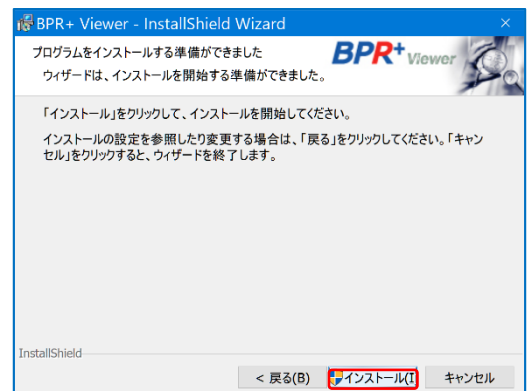 BPR+ Viewer - InstallShield Wizard
プログラムをインストールする準備ができました
BPR+ Viewer
ウィザードは、インストールを開始する準備ができました。
「インストール」をクリックして、インストールを開始してください。
インストールの設定を参照したり変更する場合は、「戻る」をクリックしてください。「キャン
セル」をクリックすると、ウィザードを終了します。
InstallShield
< 戻る(B)
インストール(I
キャンセル